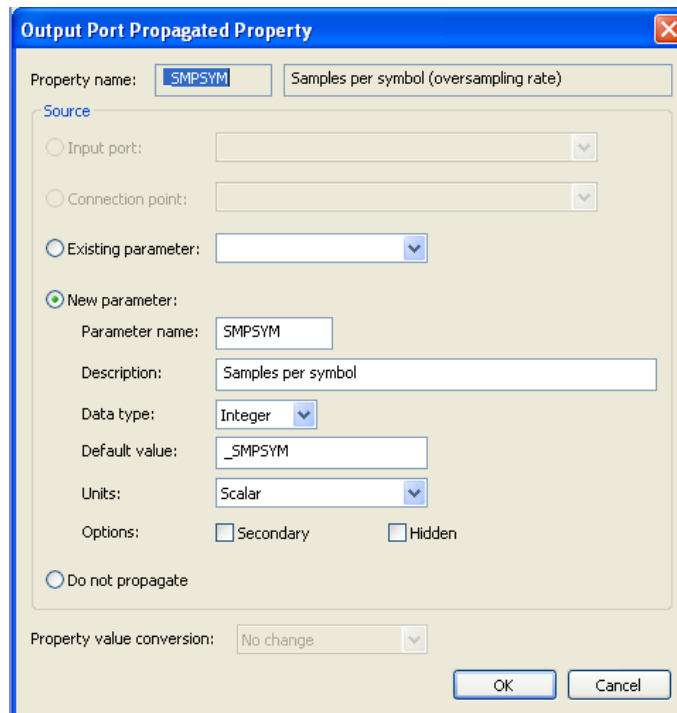 Output Port Propagated Property
Property name: _SMPSYM Samples per symbol (oversampling rate)
Source
Input port:
Connection point:
Existing parameter:
New parameter:
Parameter name: SMPSYM
Description: Samples per symbol
Data type: Integer
Default value: _SMPSYM
Units: Scalar
Options: Secondary Hidden
Do not propagate
Property value conversion: No change
OK Cancel